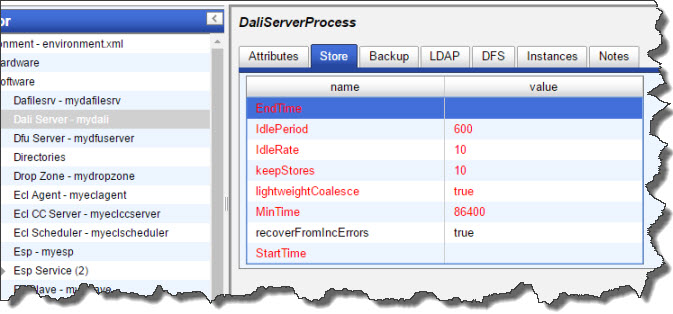 or
DaliServerProcess
Attributes Store Backup LDAP DFS Instances Notes
name value
EndTime
IdlePeriod 600
IdleRate 10
keepStores 10
lightweightCoalesce true
MinTime 86400
recoverFromIncErrors true
StartTime
onment - environment.xml
ardware
oftware
Dafilesrv - mydafilesrv
Dali Server - mydali
Dfu Server - mydfuserver
Directories
Drop Zone - mydropzone
Ecl Agent - myeclagent
Ecl CC Server - myeclccserver
Ecl Scheduler - myeclscheduler
Esp - myesp
Esp Service (2)